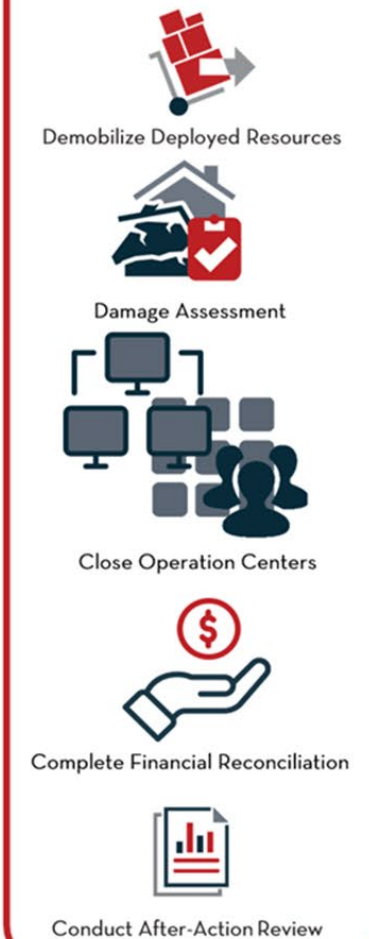 Demobilize Deployed Resources
Damage Assessment
Close Operation Centers
$
Complete Financial Reconciliation
Conduct After-Action Review